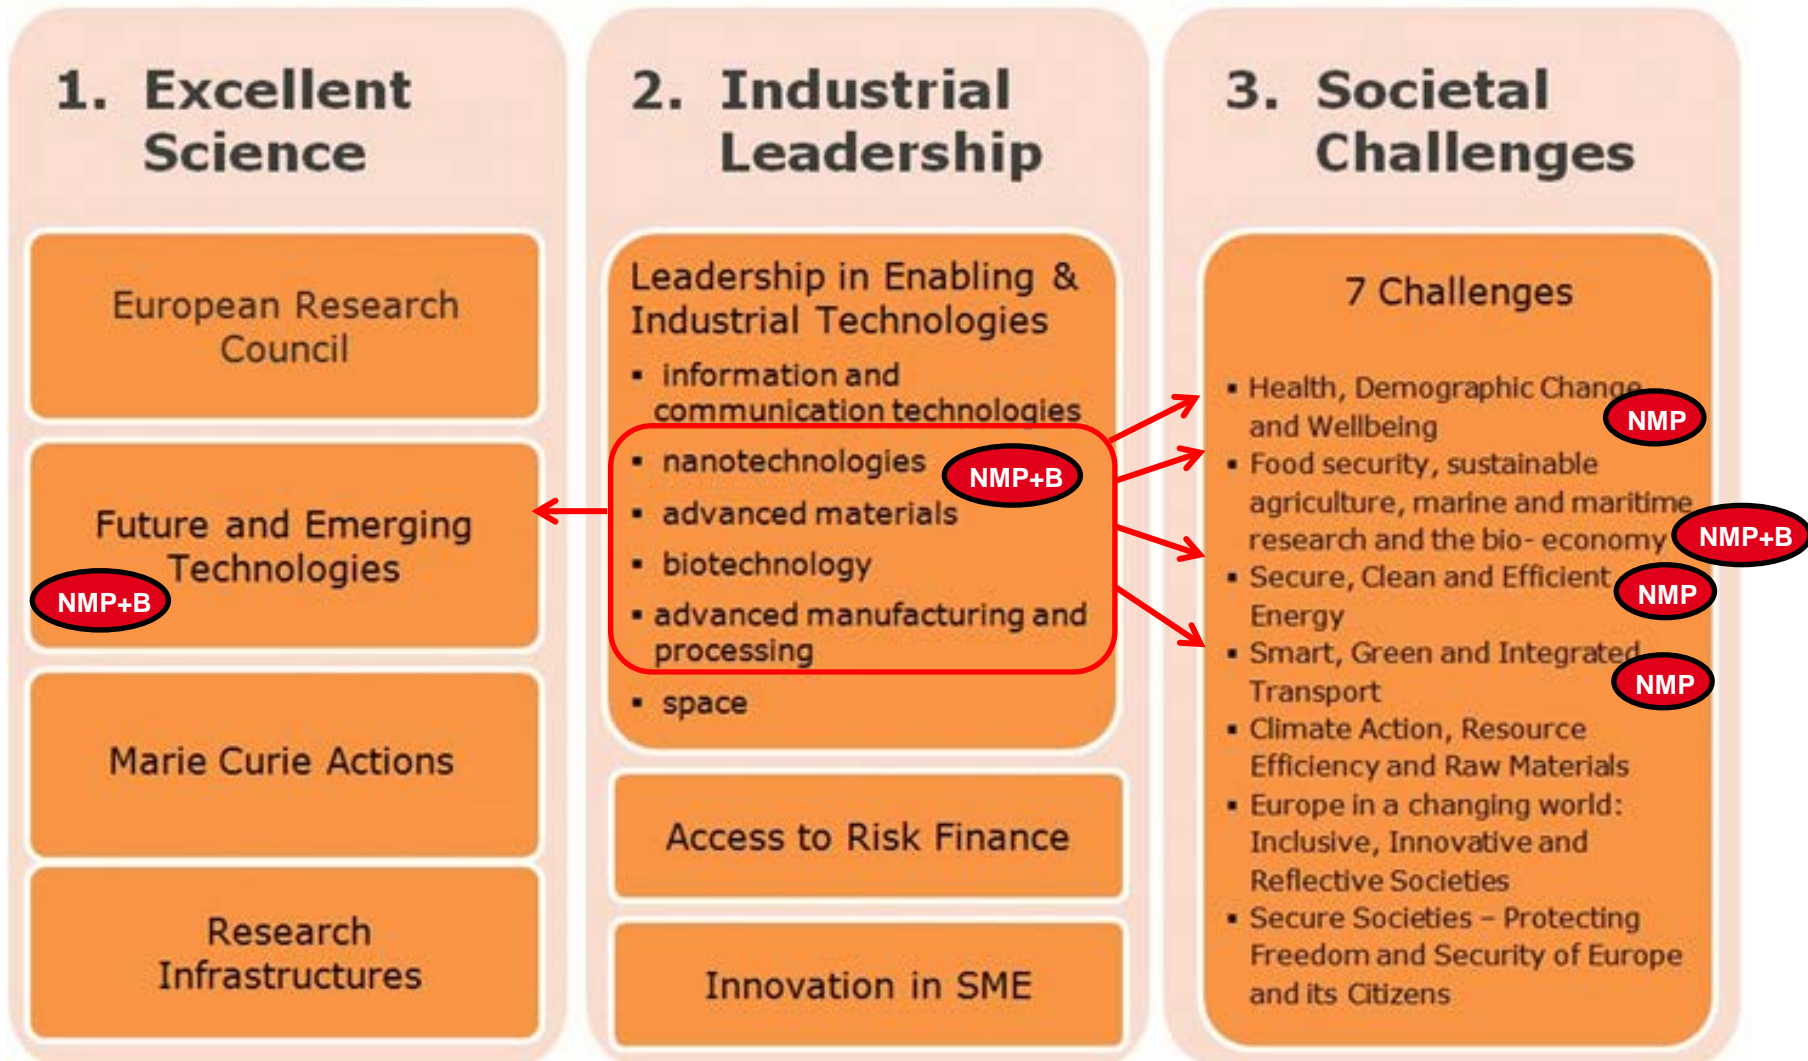 1. Excellent
Science
European Research
Council
Future and Emerging
Technologies
NMP+B
Marie Curie Actions
Research
Infrastructures
2. Industrial
Leadership
Leadership in Enabling &
Industrial Technologies
▪ information and
communication technologies
▪ nanotechnologies
NMP+B
▪ advanced materials
▪ biotechnology
▪ advanced manufacturing and
processing
▪ space
Access to Risk Finance
Innovation in SME
3. Societal
Challenges
7 Challenges
▪ Health, Demographic Change
and Wellbeing
NMP
▪ Food security, sustainable
agriculture, marine and maritime
research and the bio- economy
NMP+B
▪ Secure, Clean and Efficient
Energy
NMP
▪ Smart, Green and Integrated
Transport
NMP
▪ Climate Action, Resource
Efficiency and Raw Materials
▪ Europe in a changing world:
Inclusive, Innovative and
Reflective Societies
▪ Secure Societies – Protecting
Freedom and Security of Europe
and its Citizens